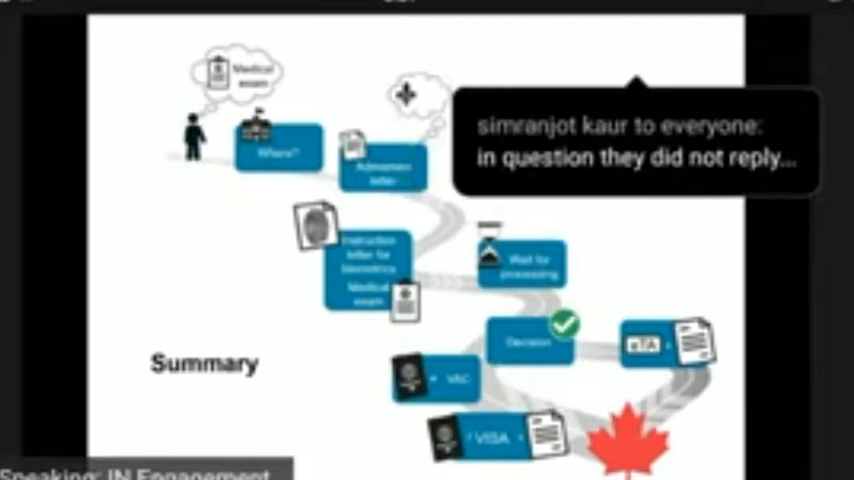 Medical
exam
simranjot kaur to everyone:
in question they did not reply...
Where?
Admission
letter
Instruction
letter for
biometrics
Medical
exam
Wait for
processing
Decision
eTA
VAC
VISA
Summary
Speaking: IN Engagement